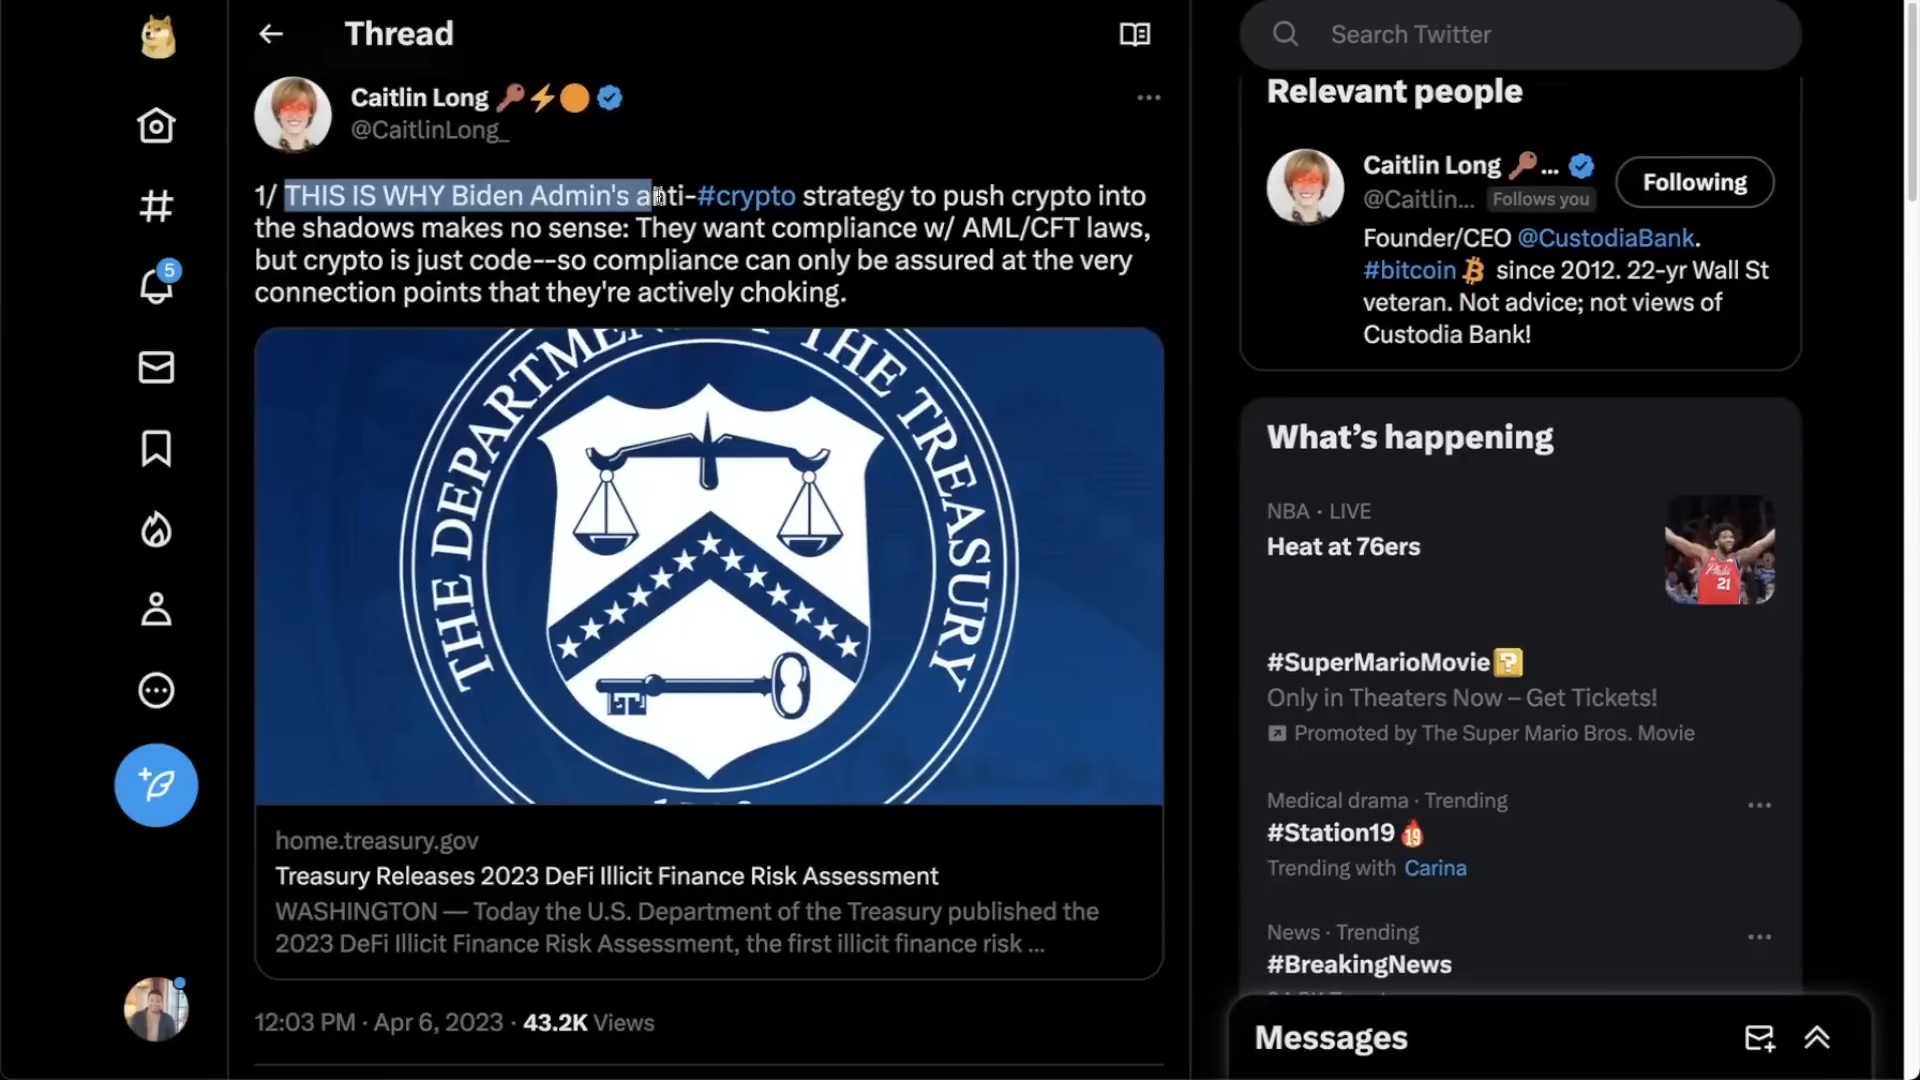 Thread
Caitlin Long
@CaitlinLong_
1/ THIS IS WHY Biden Admin's anti-#crypto strategy to push crypto into
the shadows makes no sense: They want compliance w/ AML/CFT laws,
but crypto is just code--so compliance can only be assured at the very
connection points that they're actively choking.
THE DEPARTMENT OF THE TREASURY
home.treasury.gov
Treasury Releases 2023 DeFi Illicit Finance Risk Assessment
WASHINGTON — Today the U.S. Department of the Treasury published the
2023 DeFi Illicit Finance Risk Assessment, the first illicit finance risk ...
12:03 PM · Apr 6, 2023 · 43.2K Views
5
Search Twitter
Relevant people
Caitlin Long ...
@Caitlin... Follows you
Following
Founder/CEO @CustodiaBank.
#bitcoin since 2012. 22-yr Wall St
veteran. Not advice; not views of
Custodia Bank!
What's happening
NBA · LIVE
Heat at 76ers
Phila
21
#SuperMarioMovie
Only in Theaters Now – Get Tickets!
Promoted by The Super Mario Bros. Movie
Medical drama · Trending
#Station19
19
Trending with Carina
News · Trending
#BreakingNews
Messages